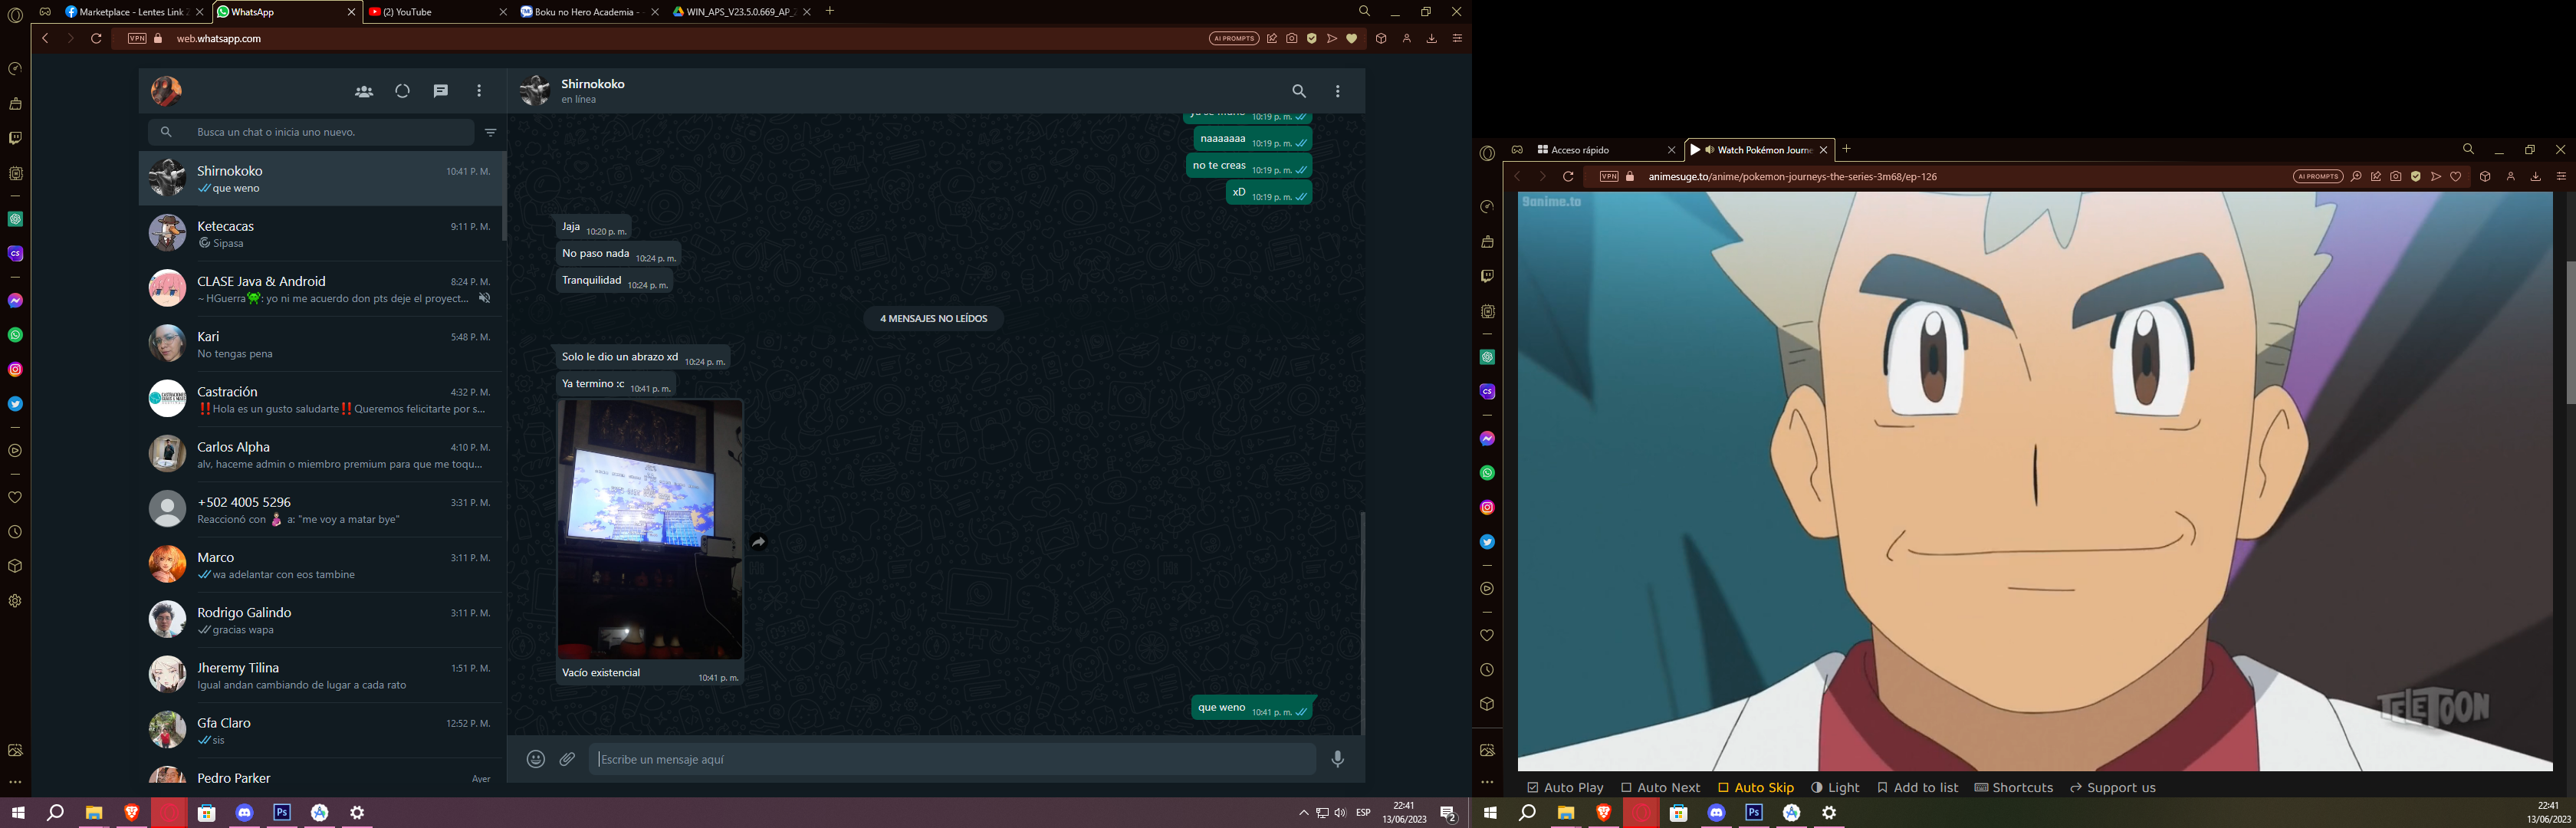 Marketplace - Lentes Link Z
WhatsApp
(2) YouTube
Boku no Hero Academia -
WIN_APS_V23.5.0.669_AP_
VPN
web.whatsapp.com
AI PROMPTS
Shirnokoko
en línea
Busca un chat o inicia uno nuevo.
Shirnokoko
10:41 P. M.
que weno
Ketecacas
9:11 P. M.
Sipasa
CLASE Java & Android
8:24 P. M.
~HGuerra👾: yo ni me acuerdo don pts deje el proyect...
Kari
5:48 P. M.
No tengas pena
Castración
4:32 P. M.
‼️Hola es un gusto saludarte‼️Queremos felicitarte por s...
Carlos Alpha
4:10 P. M.
alv, haceme admin o miembro premium para que me toqu...
+502 4005 5296
3:31 P. M.
Reaccionó con a: "me voy a matar bye"
Marco
3:11 P. M.
wa adelantar con eos tambine
Rodrigo Galindo
3:11 P. M.
gracias wapa
Jheremy Tilina
1:51 P. M.
Igual andan cambiando de lugar a cada rato
Gfa Claro
12:52 P. M.
sis
Pedro Parker
Ayer
10:19 p. m.
naaaaaaa 10:19 p. m.
no te creas 10:19 p. m.
xD 10:19 p. m.
Jaja 10:20 p. m.
No paso nada 10:24 p. m.
Tranquilidad 10:24 p. m.
4 MENSAJES NO LEÍDOS
Solo le dio un abrazo xd 10:24 p. m.
Ya termino :c 10:41 p. m.
Vacío existencial 10:41 p. m.
que weno 10:41 p. m.
Escribe un mensaje aquí
CS
Ps
ESP
22:41
13/06/2023
2
Acceso rápido
Watch Pokémon Journe
VPN
animesuge.to/anime/pokemon-journeys-the-series-3m68/ep-126
AI PROMPTS
9anime.to
TELETOON
CS
Auto Play
Auto Next
Auto Skip
Light
Add to list
Shortcuts
Support us
Ps
22:41
13/06/2023